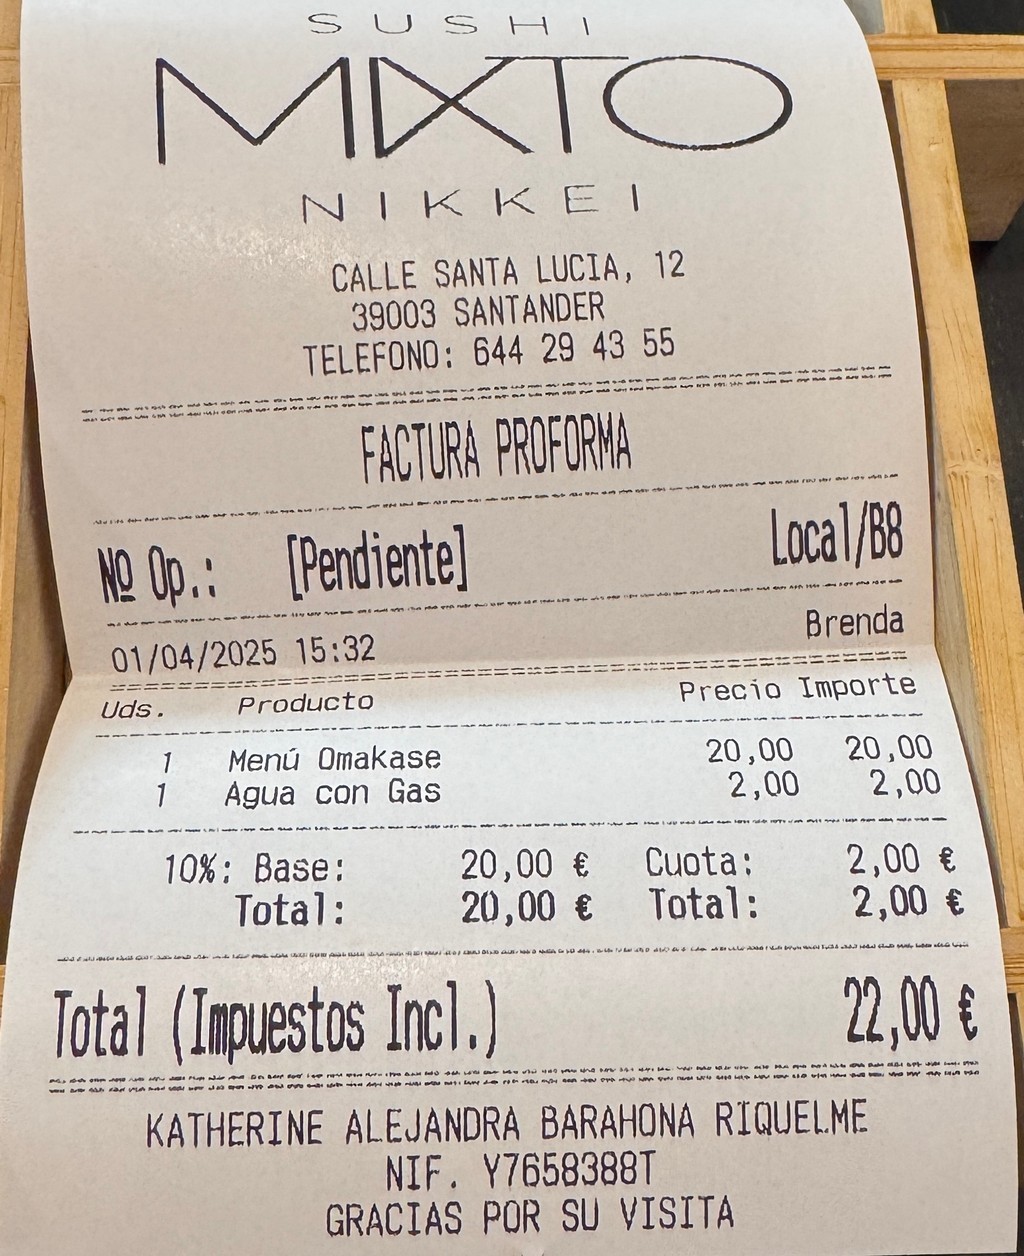 SUSHI
MIXTO
NIKKEI
CALLE SANTA LUCIA, 12
39003 SANTANDER
TELEFONO: 644 29 43 55
FACTURA PROFORMA
Nº Op.: [Pendiente] Local/B8
01/04/2025 15:32 Brenda
Uds. Producto Precio Importe
1 Menú Omakase 20,00 20,00
1 Agua con Gas 2,00 2,00
10%: Base: 20,00 € Cuota: 2,00 €
Total: 20,00 € Total: 2,00 €
Total (Impuestos Incl.) 22,00 €
KATHERINE ALEJANDRA BARAHONA RIQUELME
NIF. Y7658388T
GRACIAS POR SU VISITA